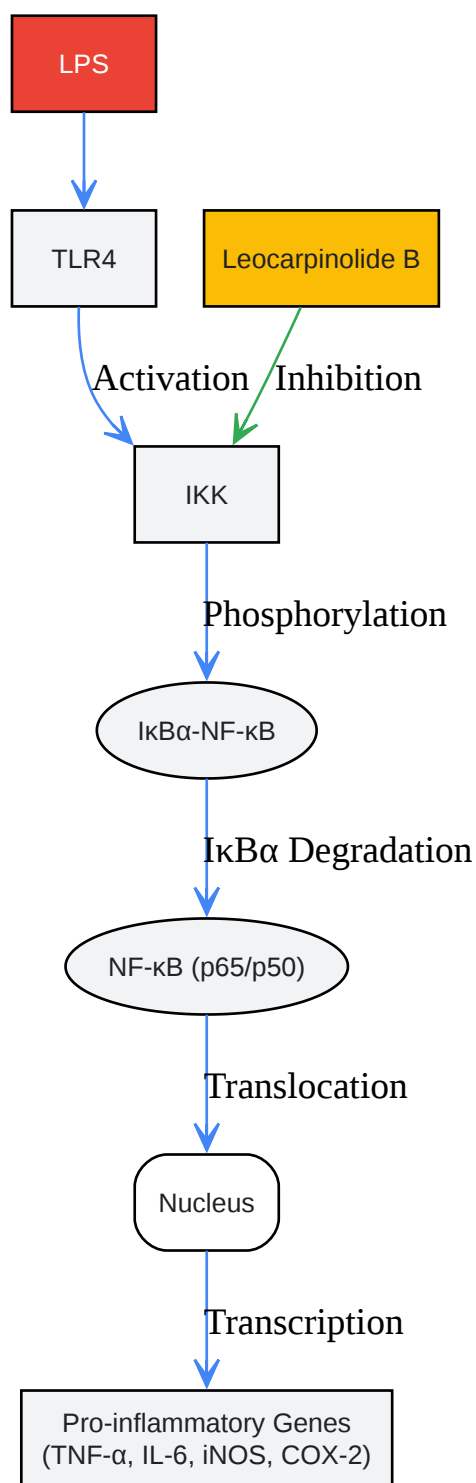 LPS
TLR4
Leocarpinolide B
Activation
Inhibition
IKK
Phosphorylation
IκBα-NF-κB
IκBα Degradation
NF-κB (p65/p50)
Translocation
Nucleus
Transcription
Pro-inflammatory Genes
(TNF-α, IL-6, iNOS, COX-2)